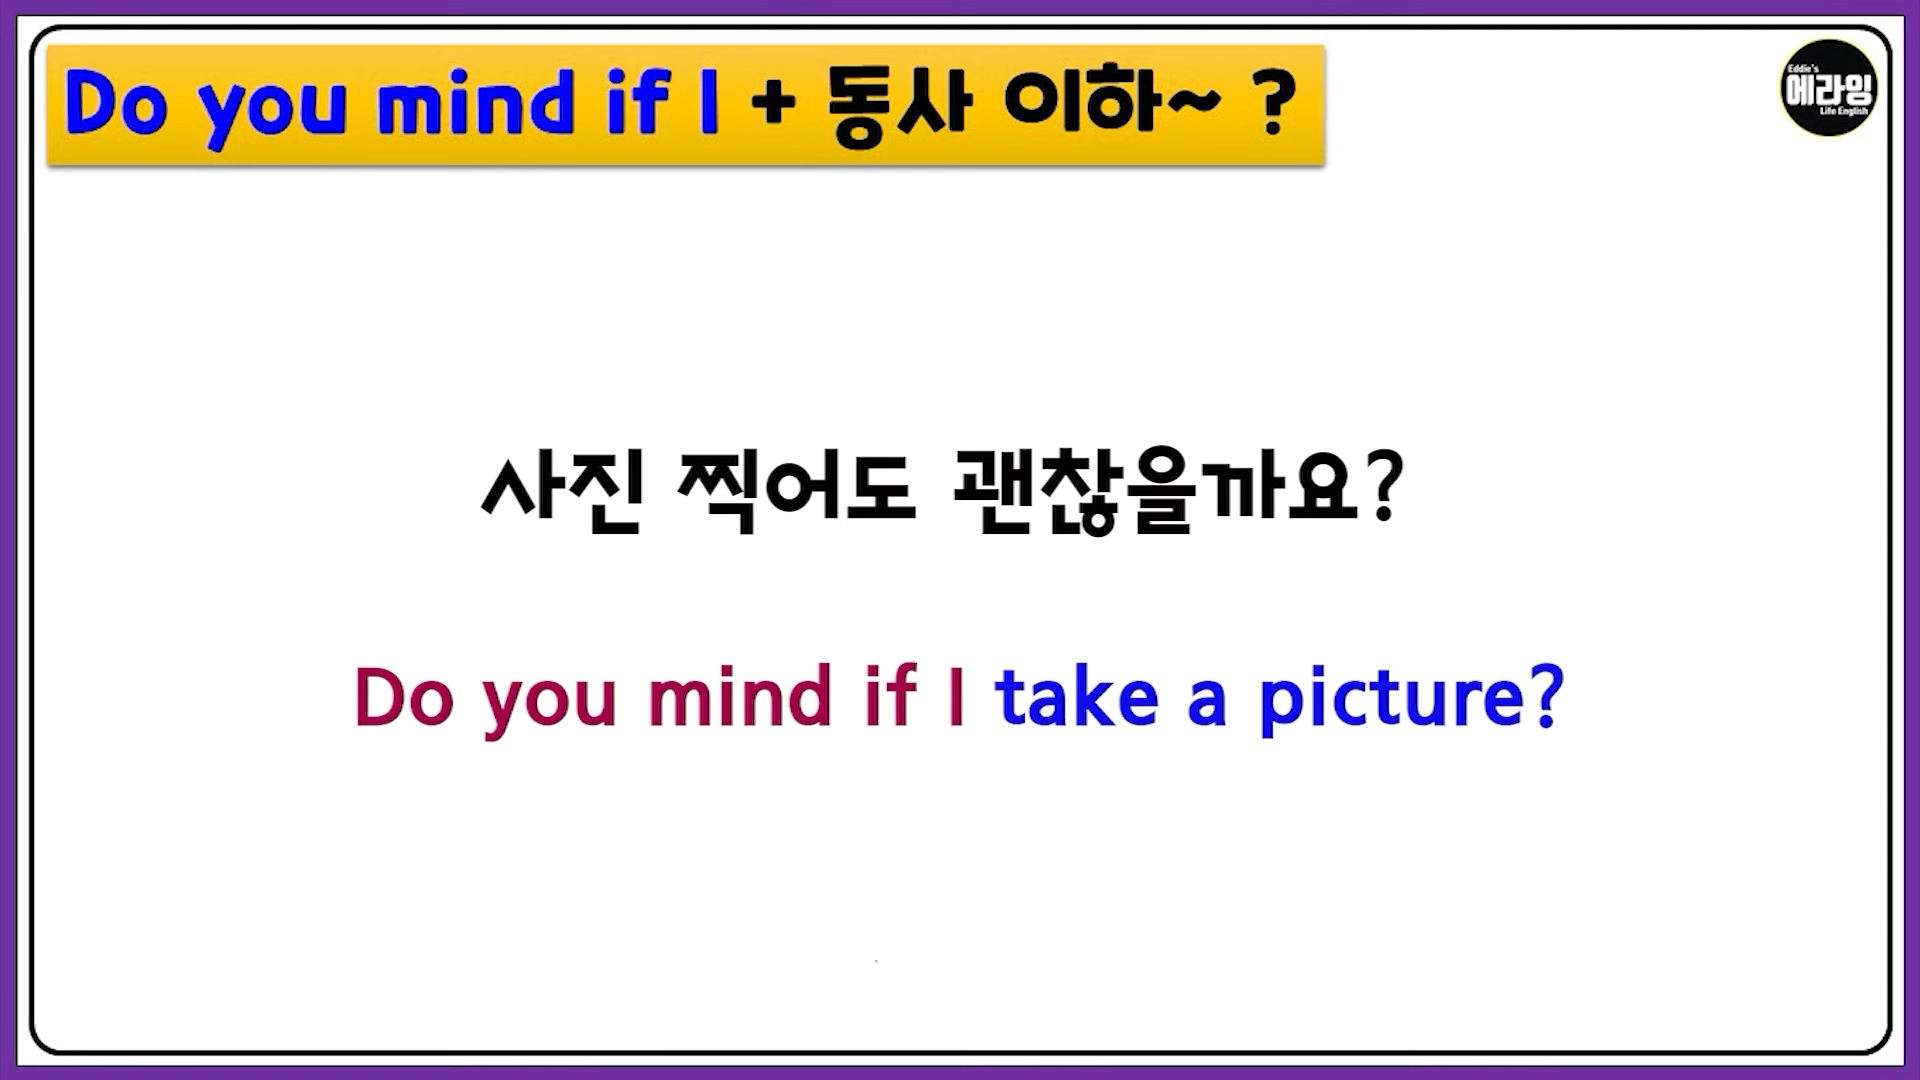 Do you mind if I + 동사 이하~ ?
Eddie's
에라잉
Life English
사진 찍어도 괜찮을까요?
Do you mind if I take a picture?